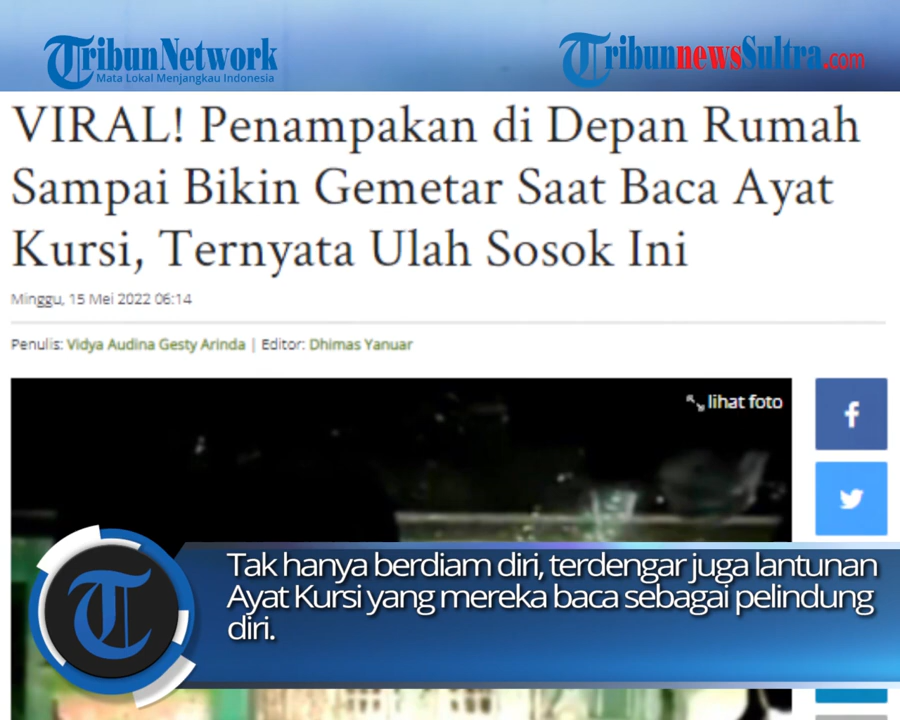 TribunNetwork
Mata Lokal Menjangkau Indonesia
TribunnewsSultra.com
VIRAL! Penampakan di Depan Rumah
Sampai Bikin Gemetar Saat Baca Ayat
Kursi, Ternyata Ulah Sosok Ini
Minggu, 15 Mei 2022 06:14
Penulis: Vidya Audina Gesty Arinda | Editor: Dhimas Yanuar
lihat foto
f
T
Tak hanya berdiam diri, terdengar juga lantunan
Ayat Kursi yang mereka baca sebagai pelindung
diri.